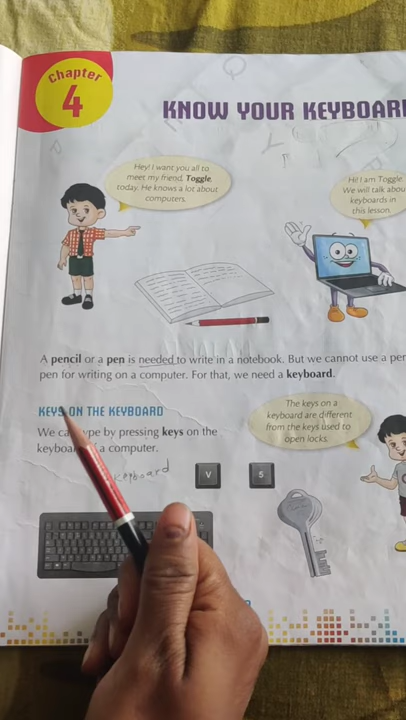 Chapter
4
KNOW YOUR KEYBOAR
Hey! I want you all to
meet my friend, Toggle,
today. He knows a lot about
computers.
Hi! I am Toggle
We will talk abou
keyboards in
this lesson.
A pencil or a pen is needed to write in a notebook. But we cannot use a pen
pen for writing on a computer. For that, we need a keyboard.
KEYS ON THE KEYBOARD
We can type by pressing keys on the
keyboard a computer.
The keys on a
keyboard are different
from the keys used to
open locks.
keyboard
V
5